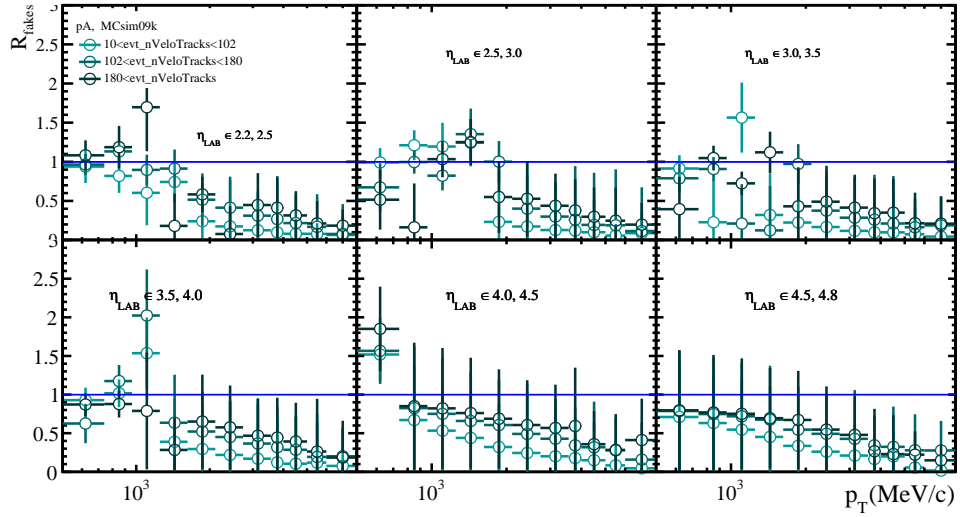 R_fakes
pA, MCsim09k
10<evt_nVeloTracks<102
102<evt_nVeloTracks<180
180<evt_nVeloTracks
η_LAB ∈ 2.2, 2.5
η_LAB ∈ 2.5, 3.0
η_LAB ∈ 3.0, 3.5
3
2.5
2
1.5
1
0.5
3
2.5
2
1.5
1
0.5
0
η_LAB ∈ 3.5, 4.0
η_LAB ∈ 4.0, 4.5
η_LAB ∈ 4.5, 4.8
10^3
10^3
10^3
p_T(MeV/c)